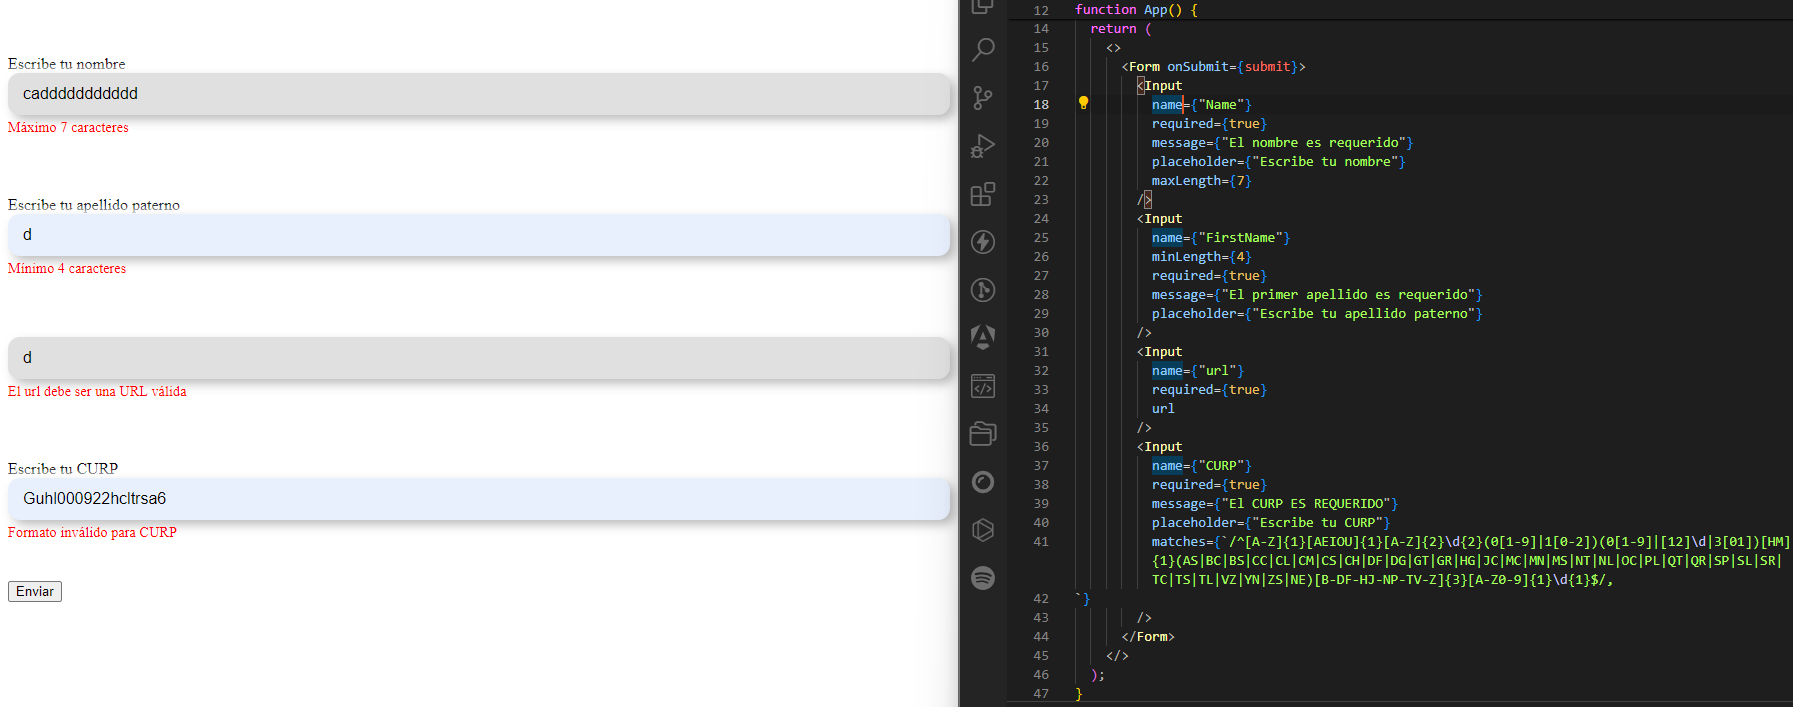 Escribe tu nombre
caddddddddddd
Máximo 7 caracteres
Escribe tu apellido paterno
d
Mínimo 4 caracteres
d
El url debe ser una URL válida
Escribe tu CURP
Guhl000922hcltrsa6
Formato inválido para CURP
Enviar
12 function App() {
14 return (
15 <>
16 <Form onSubmit={submit}>
17 <Input
18 name={"Name"}
19 required={true}
20 message={"El nombre es requerido"}
21 placeholder={"Escribe tu nombre"}
22 maxLength={7}
23 />
24 <Input
25 name={"FirstName"}
26 minLength={4}
27 required={true}
28 message={"El primer apellido es requerido"}
29 placeholder={"Escribe tu apellido paterno"}
30 />
31 <Input
32 name={"url"}
33 required={true}
34 url
35 />
36 <Input
37 name={"CURP"}
38 required={true}
39 message={"El CURP ES REQUERIDO"}
40 placeholder={"Escribe tu CURP"}
41 matches={`/^[A-Z]{1}[AEIOU]{1}[A-Z]{2}\d{2}(0[1-9]|1[0-2])(0[1-9]|[12]\d|3[01])[HM]
{1}(AS|BC|BS|CC|CL|CM|CS|CH|DF|DG|GT|GR|HG|JC|MC|MN|MS|NT|NL|OC|PL|QT|QR|SP|SL|SR|
TC|TS|TL|VZ|YN|ZS|NE)[B-DF-HJ-NP-TV-Z]{3}[A-Z0-9]{1}\d{1}$/,
42 `}
43 />
44 </Form>
45 </>
46 );
47 }